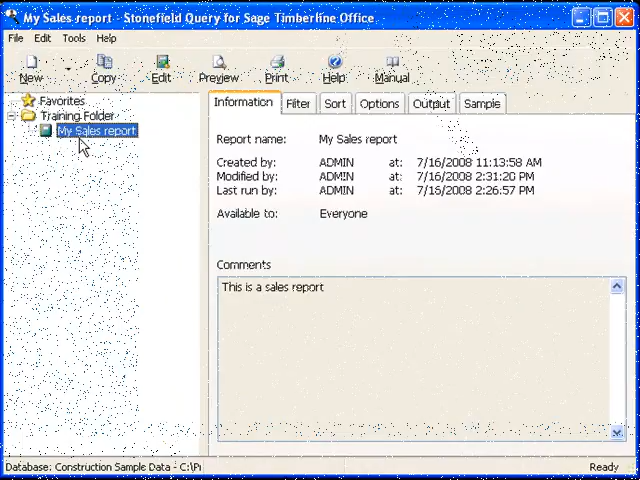 My Sales report - Stonefield Query for Sage Timberline Office
File Edit Tools Help
New Copy Edit Preview Print Help Manual
Favorites
Training Folder
My Sales report
Information Filter Sort Options Output Sample
Report name: My Sales report
Created by: ADMIN at: 7/16/2008 11:13:58 AM
Modified by: ADMIN at: 7/16/2008 2:31:20 PM
Last run by: ADMIN at: 7/16/2008 2:26:57 PM
Available to: Everyone
Comments
This is a sales report
Database: Construction Sample Data - C:\Pr
Ready